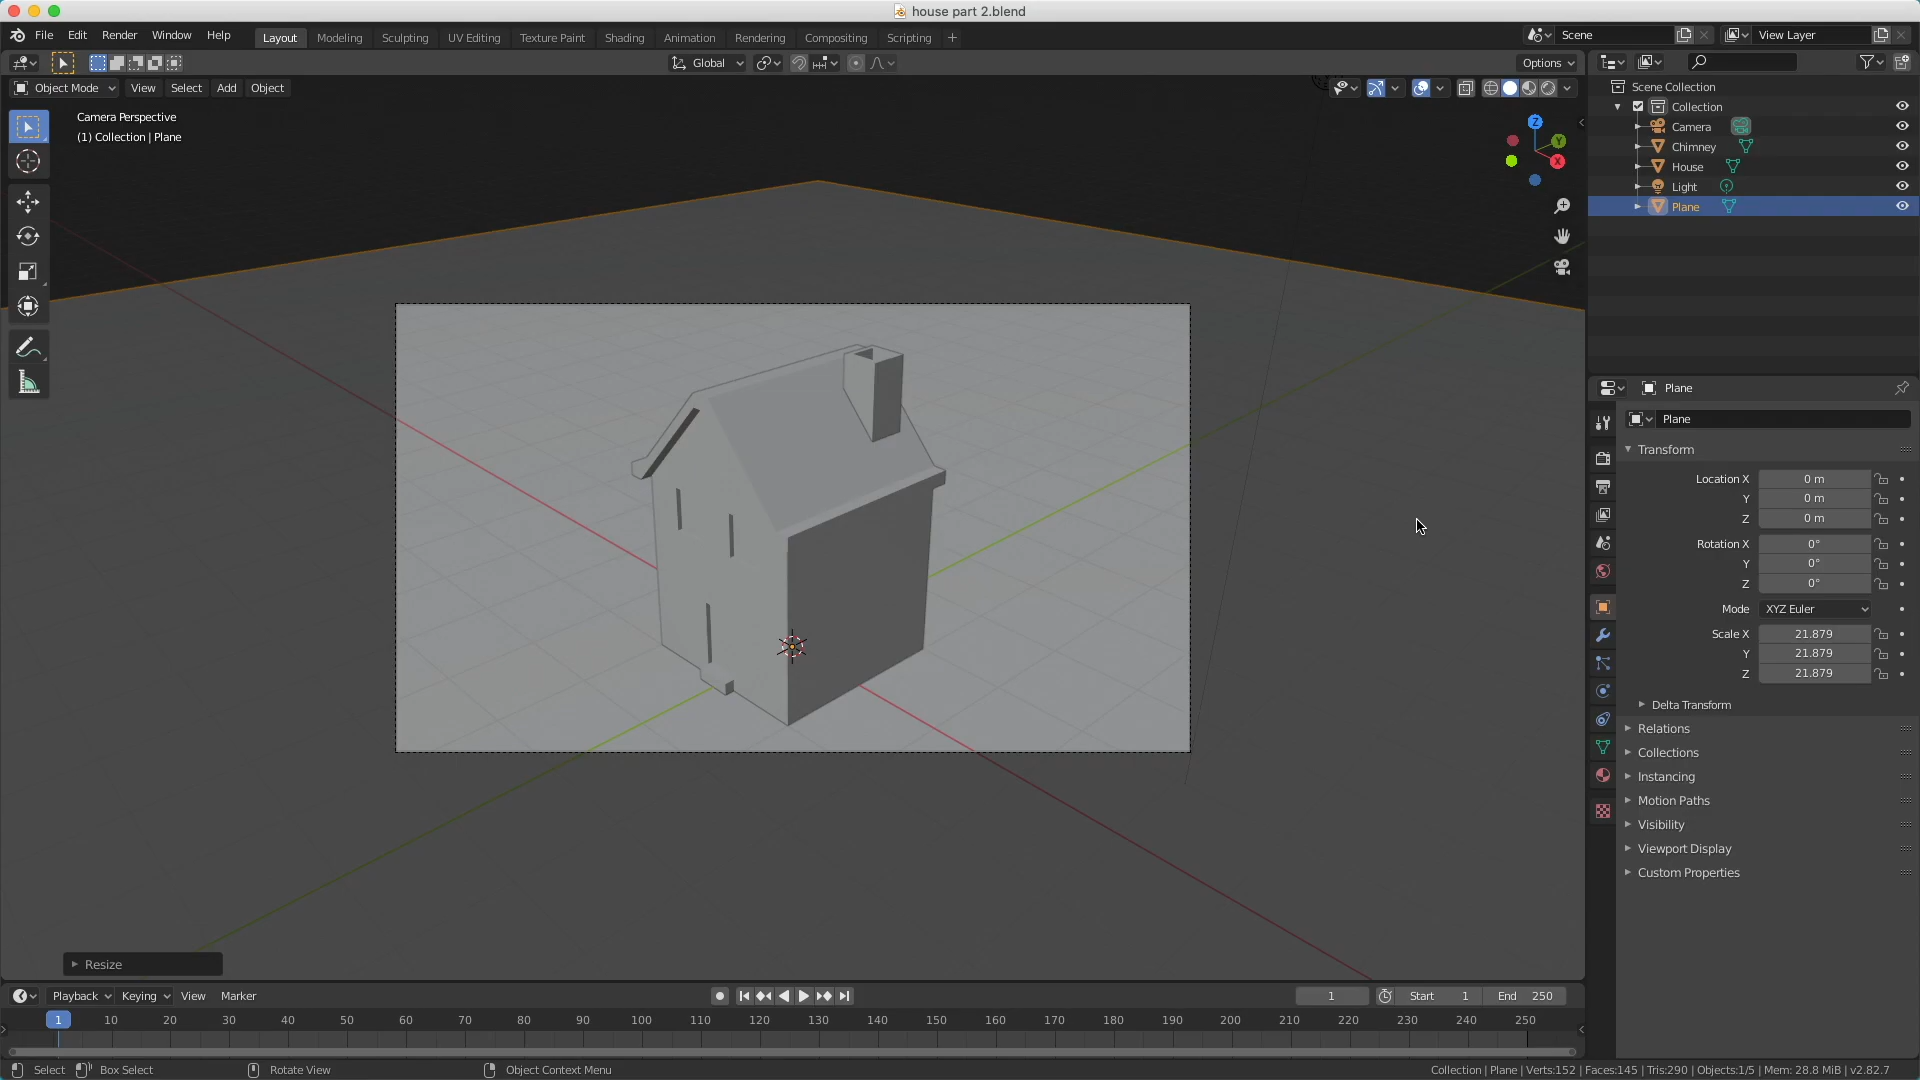 house part 2.blend
File Edit Render Window Help Layout Modeling Sculpting UV Editing Texture Paint Shading Animation Rendering Compositing Scripting + Scene View Layer
Global Options
Object Mode View Select Add Object
Camera Perspective
(1) Collection | Plane
Z
Y
X
Scene Collection
Collection
Camera
Chimney
House
Light
Plane
Plane
Plane
Transform
Location X 0 m
Y 0 m
Z 0 m
Rotation X 0°
Y 0°
Z 0°
Mode XYZ Euler
Scale X 21.879
Y 21.879
Z 21.879
Delta Transform
Relations
Collections
Instancing
Motion Paths
Visibility
Viewport Display
Custom Properties
Resize
Playback Keying View Marker 1 Start 1 End 250
1 10 20 30 40 50 60 70 80 90 100 110 120 130 140 150 160 170 180 190 200 210 220 230 240 250
Select Box Select Rotate View Object Context Menu Collection | Plane | Verts:152 | Faces:145 | Tris:290 | Objects:1/5 | Mem: 28.8 MiB | v2.82.7